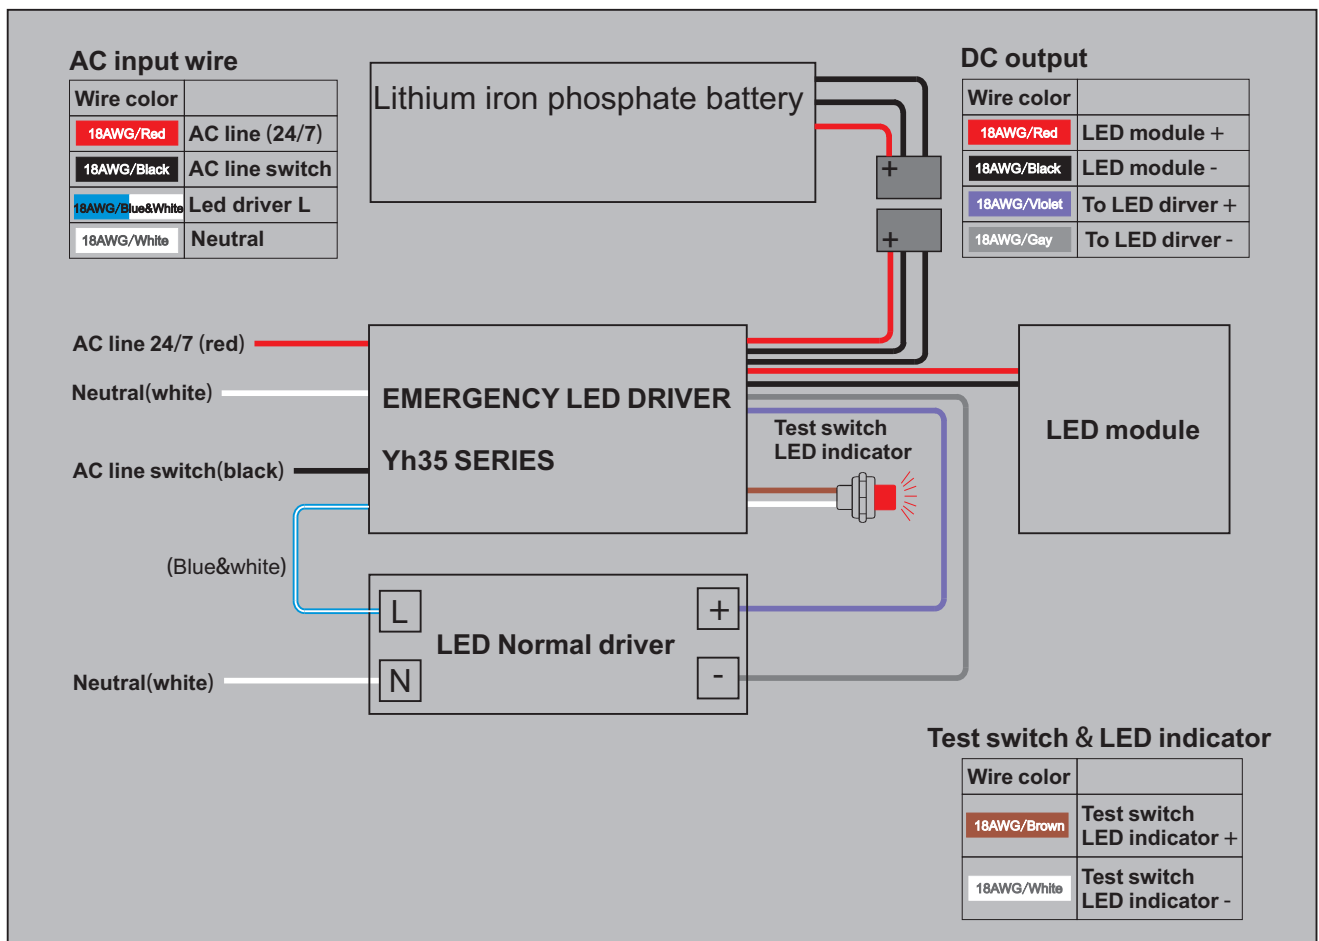 AC input wire
Wire color
18AWG/Red AC line (24/7)
18AWG/Black AC line switch
18AWG/Blue&White Led driver L
18AWG/White Neutral
Lithium iron phosphate battery
+
+
DC output
Wire color
18AWG/Red LED module +
18AWG/Black LED module -
18AWG/Violet To LED dirver +
18AWG/Gay To LED dirver -
AC line 24/7 (red)
Neutral(white)
AC line switch(black)
(Blue&white)
Neutral(white)
EMERGENCY LED DRIVER
Yh35 SERIES
Test switch
LED indicator
LED module
L
N
LED Normal driver
+
-
Test switch & LED indicator
Wire color
18AWG/Brown Test switch
LED indicator +
18AWG/White Test switch
LED indicator -